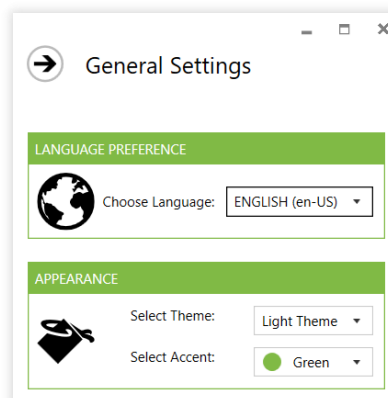 General Settings
LANGUAGE PREFERENCE
Choose Language: ENGLISH (en-US)
APPEARANCE
Select Theme: Light Theme
Select Accent: Green